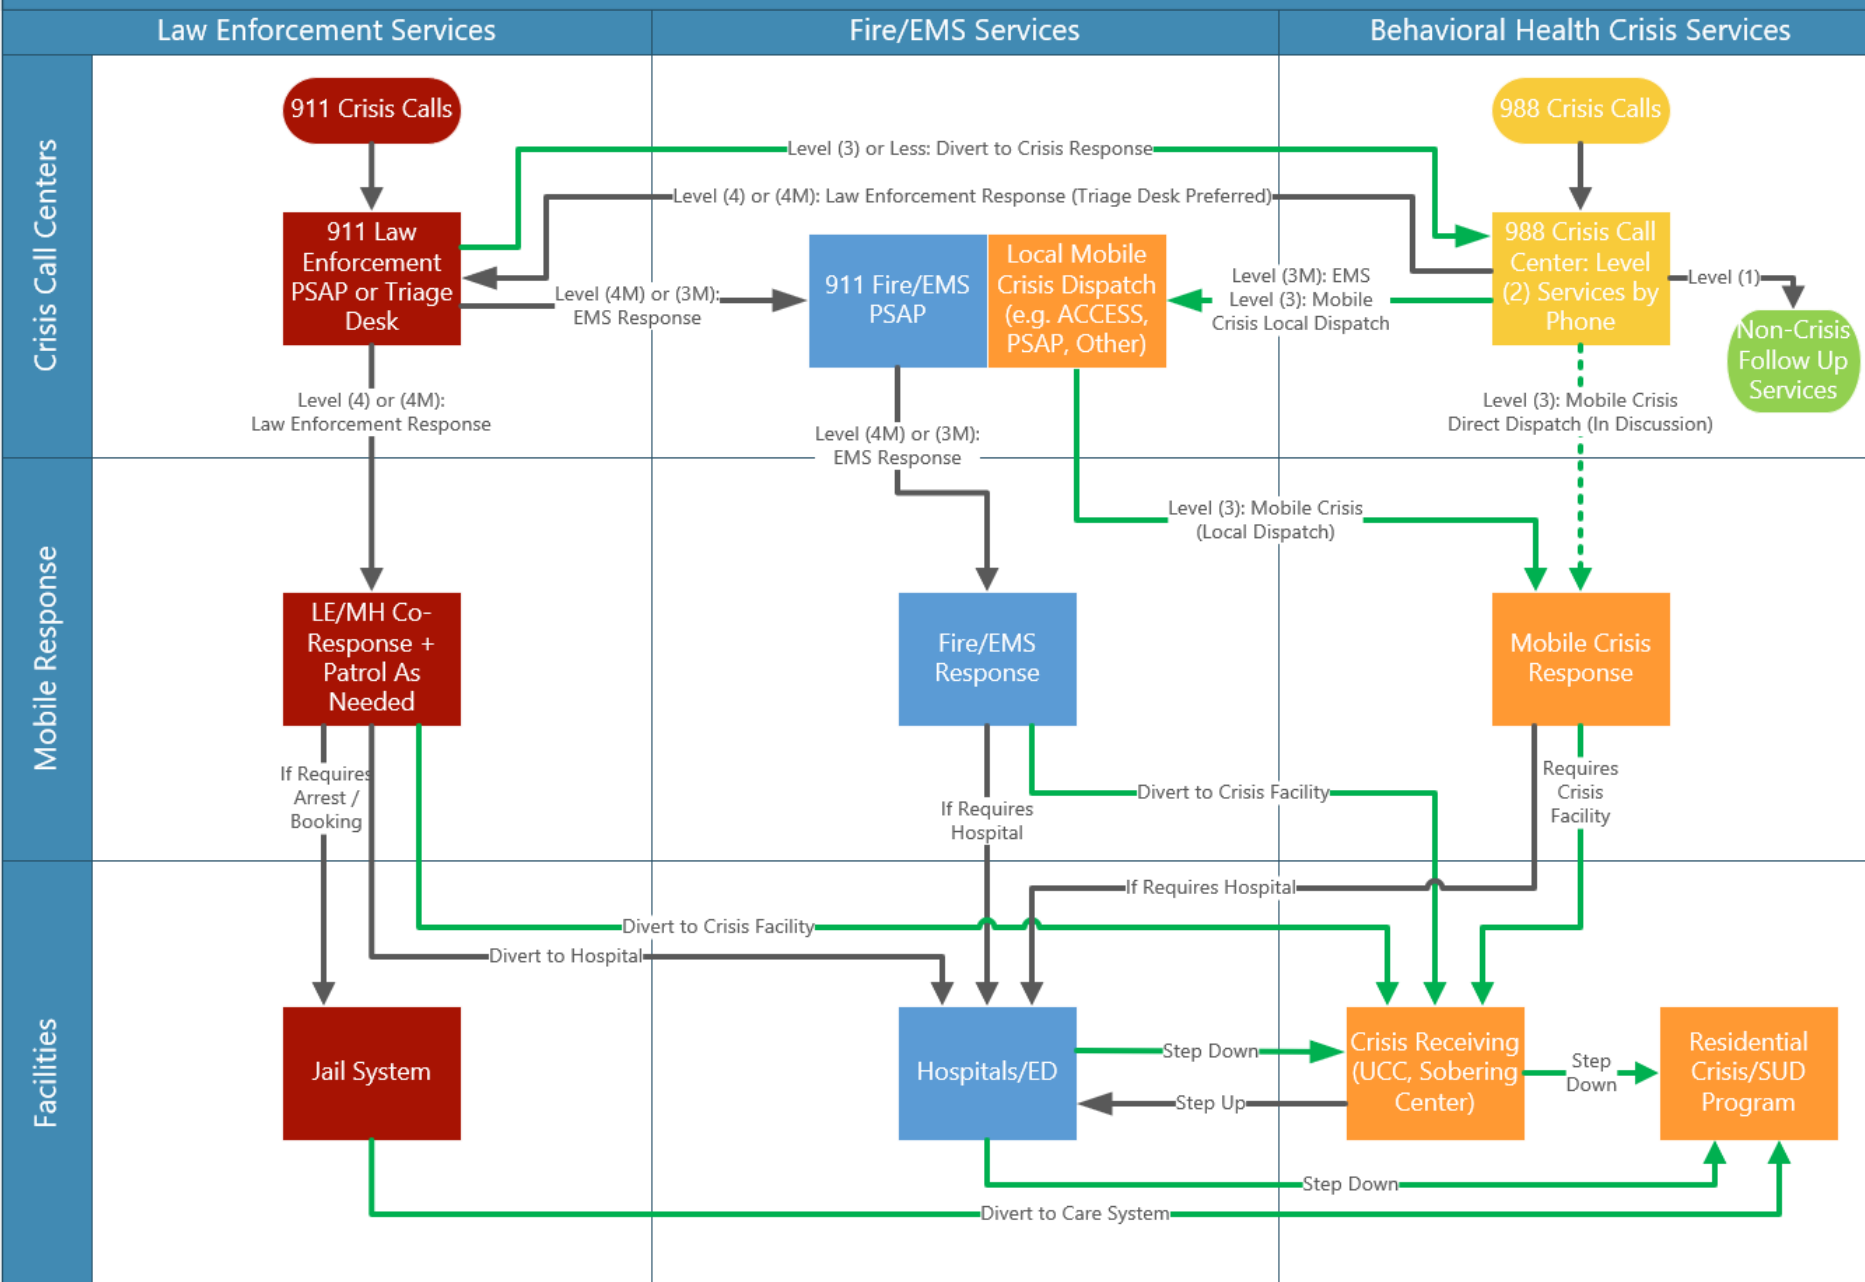 Law Enforcement Services
Fire/EMS Services
Behavioral Health Crisis Services
Crisis Call Centers
911 Crisis Calls
988 Crisis Calls
Level (3) or Less: Divert to Crisis Response
Level (4) or (4M): Law Enforcement Response (Triage Desk Preferred)
911 Law
Enforcement
PSAP or Triage
Desk
Level (4M) or (3M):
EMS Response
911 Fire/EMS
PSAP
Local Mobile
Crisis Dispatch
(e.g. ACCESS,
PSAP, Other)
Level (3M): EMS
Level (3): Mobile
Crisis Local Dispatch
988 Crisis Call
Center: Level
(2) Services by
Phone
Level (1)
Non-Crisis
Follow Up
Services
Level (4) or (4M):
Law Enforcement Response
Level (4M) or (3M):
EMS Response
Level (3): Mobile Crisis
Direct Dispatch (In Discussion)
Mobile Response
Level (3): Mobile Crisis
(Local Dispatch)
LE/MH Co-
Response +
Patrol As
Needed
Fire/EMS
Response
Mobile Crisis
Response
If Requires
Arrest /
Booking
If Requires
Hospital
Divert to Crisis Facility
Requires
Crisis
Facility
Facilities
If Requires Hospital
Divert to Crisis Facility
Divert to Hospital
Jail System
Hospitals/ED
Step Down
Step Up
Crisis Receiving
(UCC, Sobering
Center)
Step
Down
Residential
Crisis/SUD
Program
Step Down
Divert to Care System